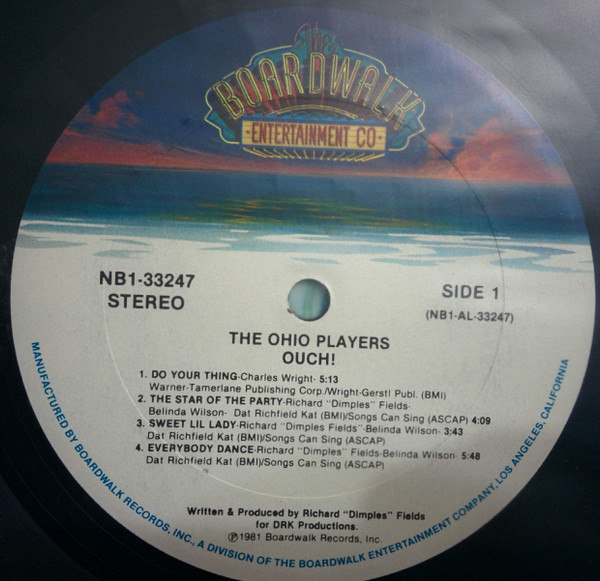 The
BOARDWALK
ENTERTAINMENT CO
NB1-33247
STEREO
SIDE 1
(NB1-AL-33247)
THE OHIO PLAYERS
OUCH!
1. DO YOUR THING-Charles Wright- 5:13
Warner-Tamerlane Publishing Corp./Wright-Gerstl Publ. (BMI)
2. THE STAR OF THE PARTY-Richard "Dimples" Fields-
Belinda Wilson- Dat Richfield Kat (BMI)/Songs Can Sing (ASCAP) 4:09
3. SWEET LIL LADY-Richard "Dimples Fields"-Belinda Wilson- 3:43
Dat Richfield Kat (BMI)/Songs Can Sing (ASCAP)
4. EVERYBODY DANCE-Richard "Dimples" Fields-Belinda Wilson- 5:48
Dat Richfield Kat (BMI)/Songs Can Sing (ASCAP)
Written & Produced by Richard "Dimples" Fields
for DRK Productions.
℗1981 Boardwalk Records, Inc.
MANUFACTURED BY BOARDWALK RECORDS, INC., A DIVISION OF THE BOARDWALK ENTERTAINMENT COMPANY, LOS ANGELES, CALIFORNIA